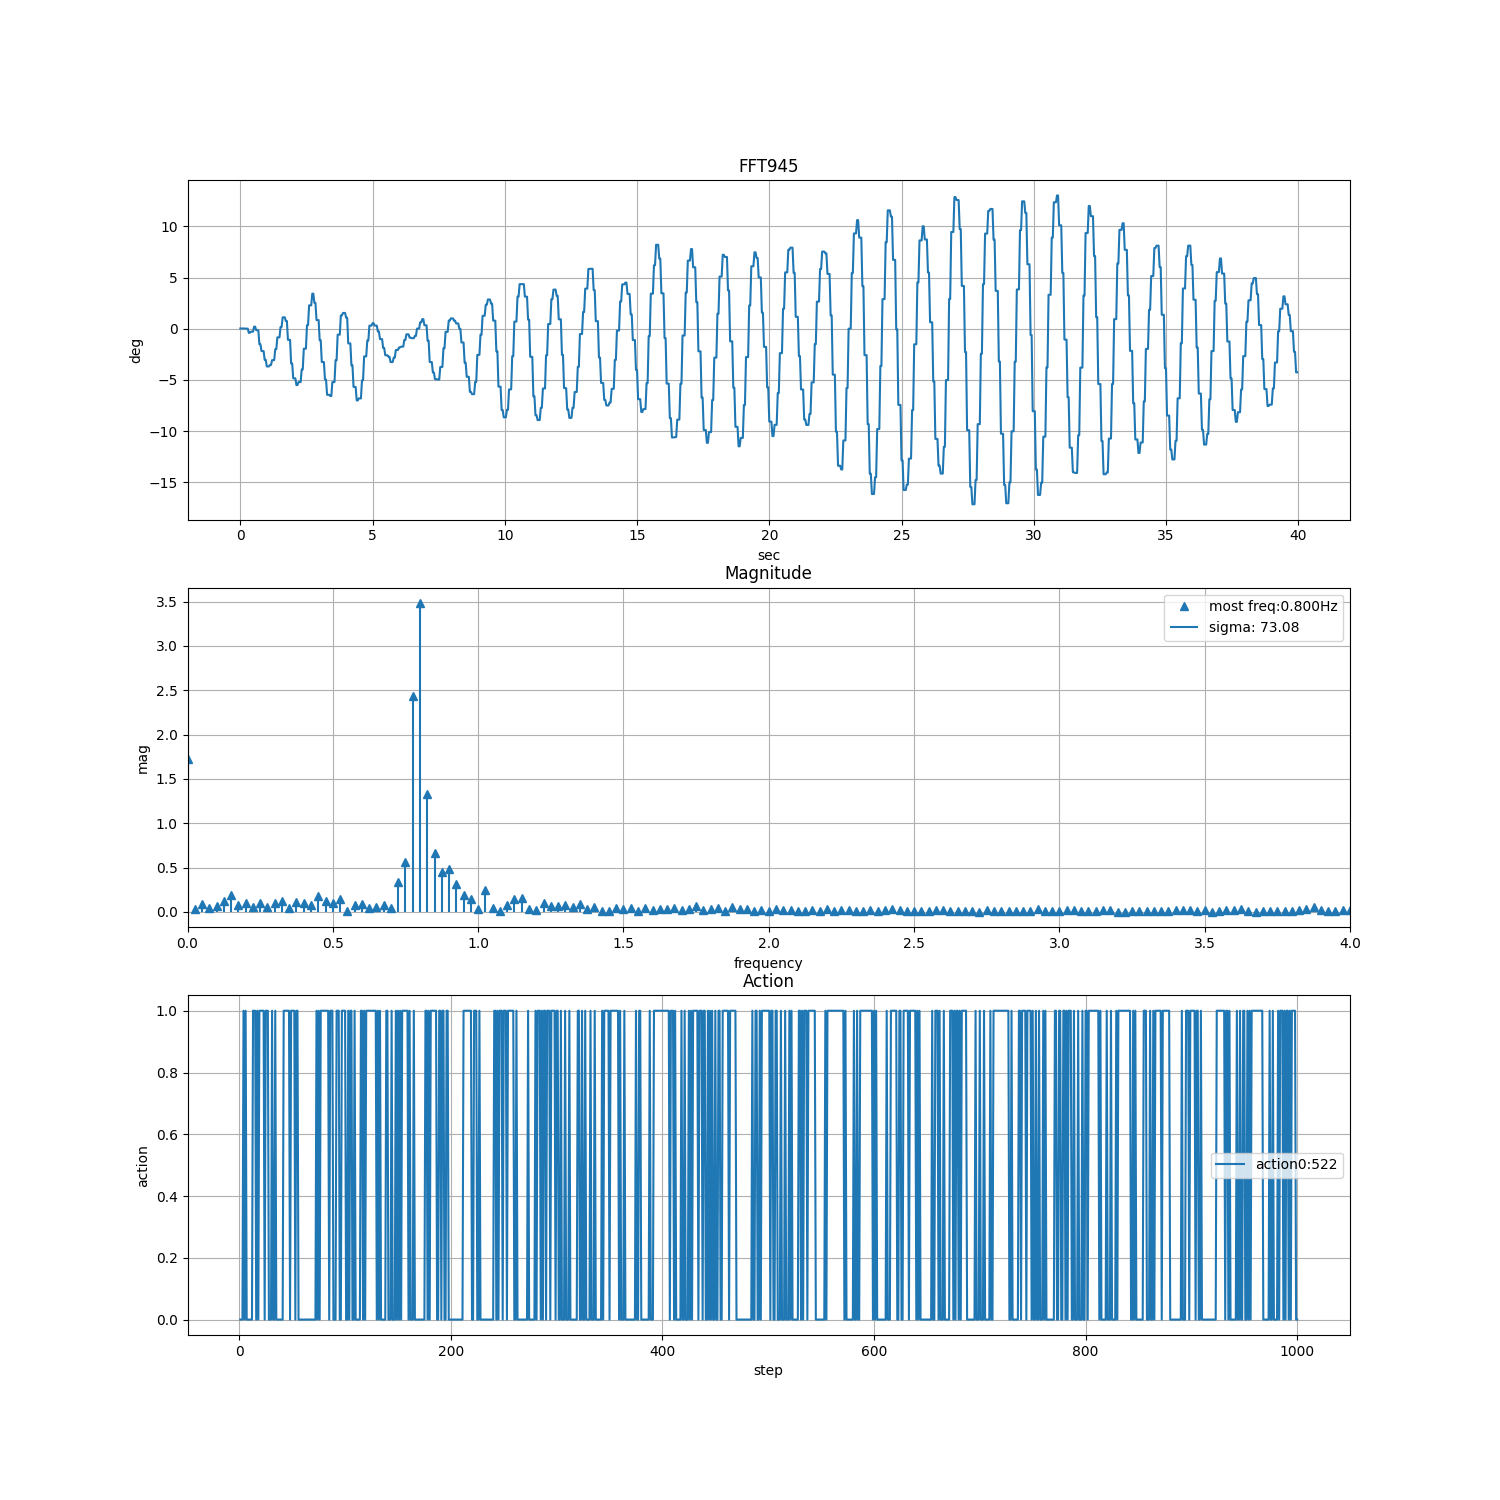 FFT945
10
5
0
−5
−10
−15
deg
0 5 10 15 20 25 30 35 40
sec
Magnitude
3.5
3.0
2.5
2.0
1.5
1.0
0.5
0.0
mag
most freq:0.800Hz
sigma: 73.08
0.0 0.5 1.0 1.5 2.0 2.5 3.0 3.5 4.0
frequency
Action
1.0
0.8
0.6
0.4
0.2
0.0
action
action0:522
0 200 400 600 800 1000
step